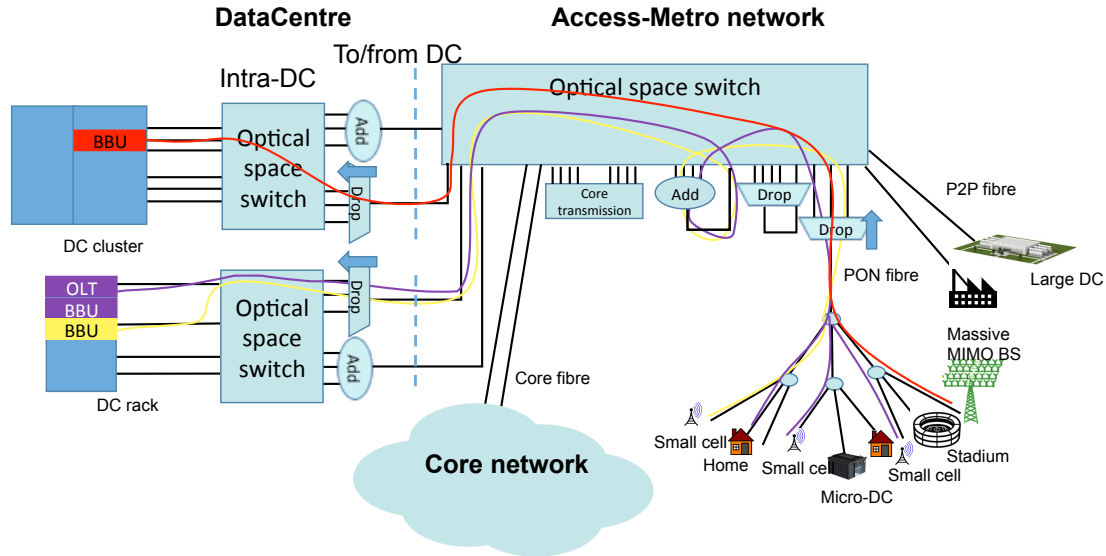 DataCentre
Access-Metro network
To/from DC
Intra-DC
Optical space switch
BBU
Optical
space
switch
Add
Drop
DC cluster
Core
transmission
Add
Drop
Drop
P2P fibre
Large DC
PON fibre
OLT
BBU
BBU
Optical
space
switch
Drop
Add
DC rack
Core fibre
Core network
Massive
MIMO BS
Small cell
Home
Small cell
Micro-DC
Small cell
Stadium